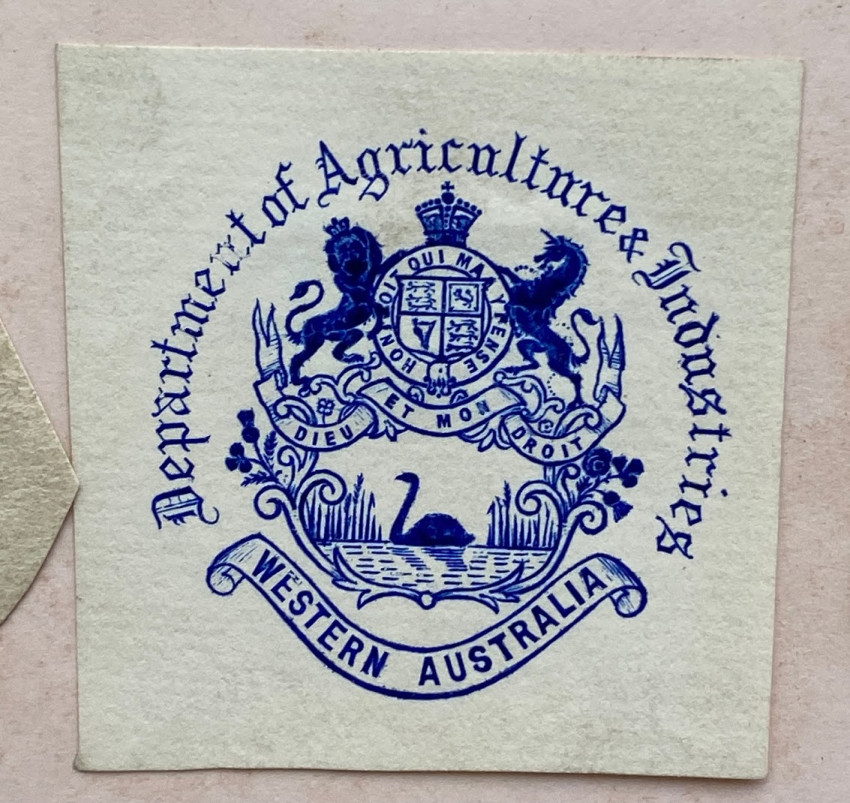 Department of Agriculture & Industries
HONI SOIT QUI MAL Y PENSE
DIEU ET MON DROIT
WESTERN AUSTRALIA